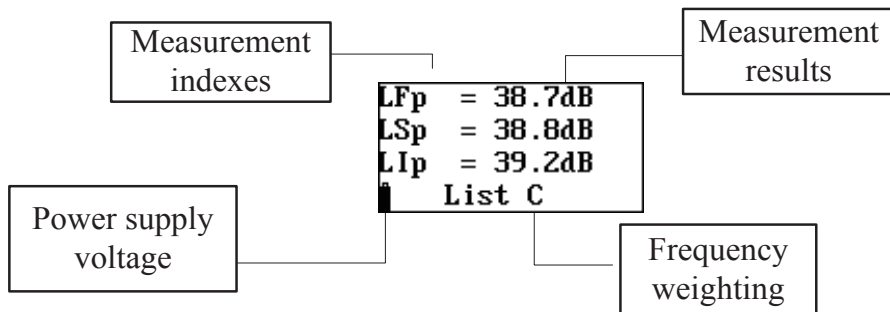 Measurement
indexes
Measurement
results
LFp = 38.7dB
LSp = 38.8dB
LIp = 39.2dB
List C
Power supply
voltage
Frequency
weighting